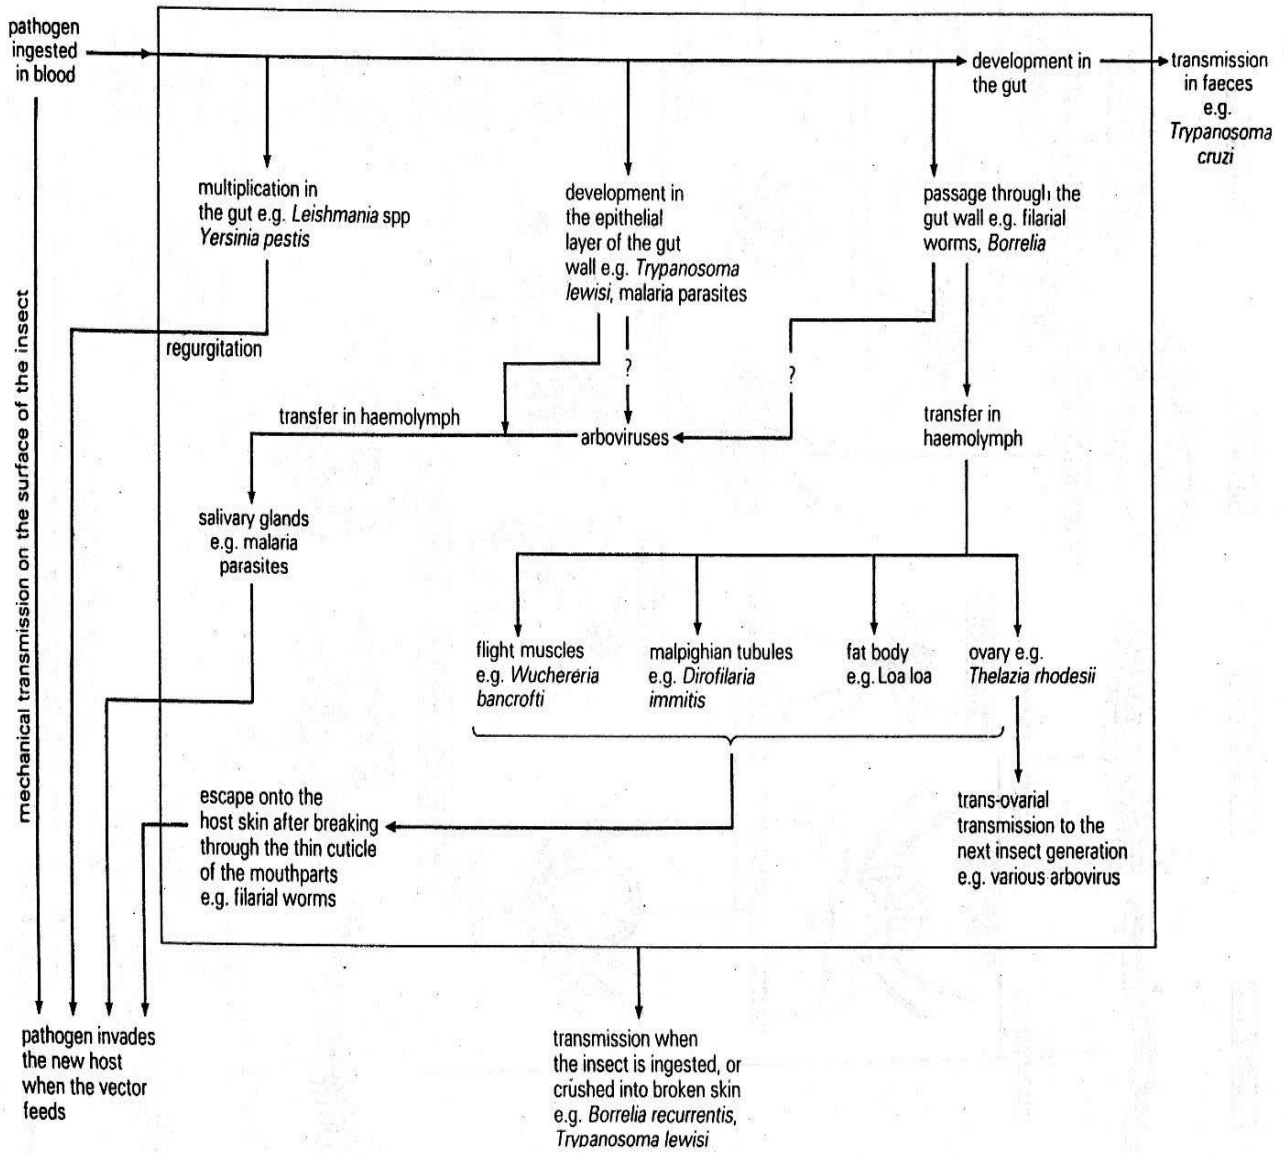 pathogen
ingested
in blood
development in
the gut
transmission
in faeces
e.g.
Trypanosoma
cruzi
multiplication in
the gut e.g. Leishmania spp
Yersinia pestis
development in
the epithelial
layer of the gut
wall e.g. Trypanosoma
lewisi, malaria parasites
passage through the
gut wall e.g. filarial
worms, Borrelia
mechanical transmission on the surface of the insect
regurgitation
?
?
transfer in haemolymph
arboviruses
transfer in
haemolymph
salivary glands
e.g. malaria
parasites
flight muscles
e.g. Wuchereria
bancrofti
malpighian tubules
e.g. Dirofilaria
immitis
fat body
e.g. Loa loa
ovary e.g.
Thelazia rhodesii
escape onto the
host skin after breaking
through the thin cuticle
of the mouthparts
e.g. filarial worms
trans-ovarial
transmission to the
next insect generation
e.g. various arbovirus
pathogen invades
the new host
when the vector
feeds
transmission when
the insect is ingested, or
crushed into broken skin
e.g. Borrelia recurrentis,
Trypanosoma lewisi